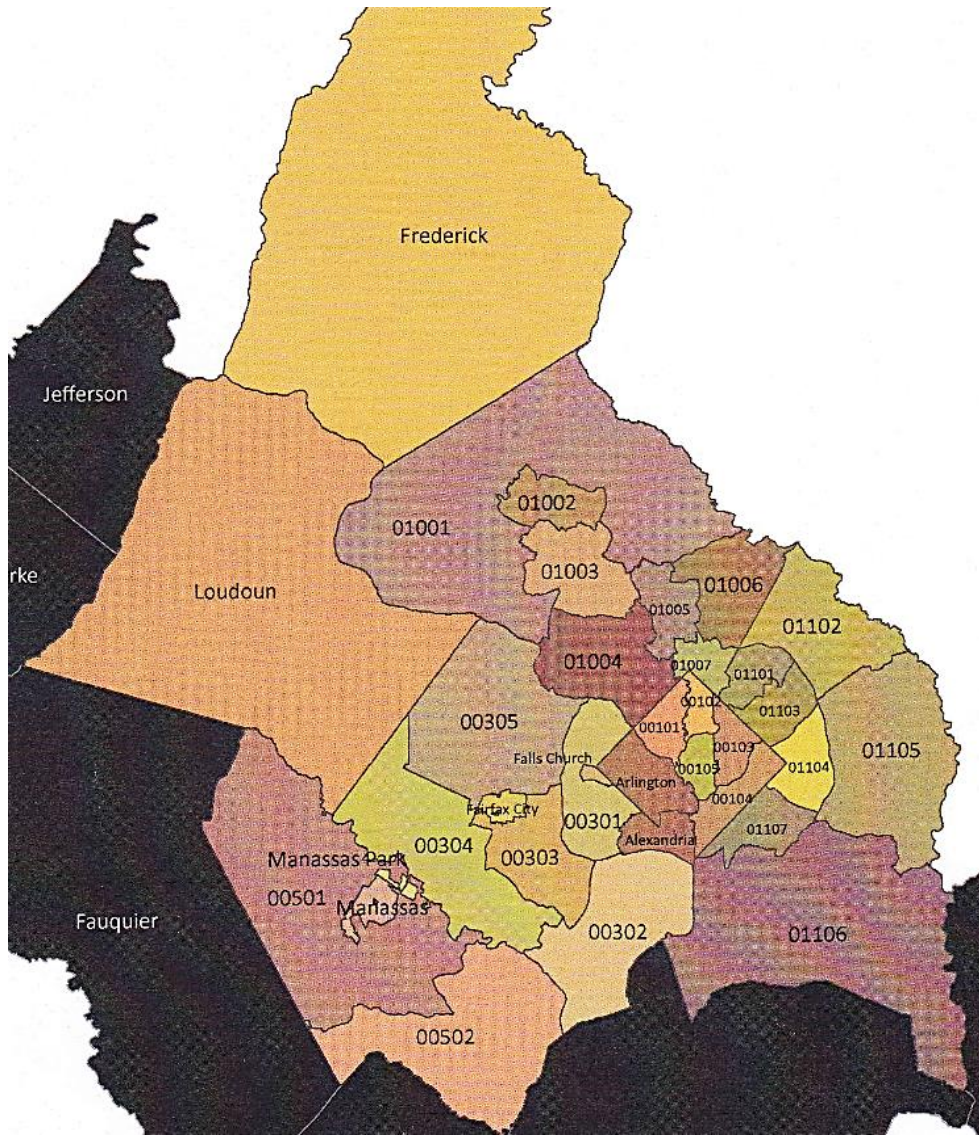 Frederick
Jefferson
01001
01002
01003
01006
rke
Loudoun
01005
01102
01004
01007
01101
00305
00102
01103
00101
00103
01105
Falls Church
Arlington
00105
01104
00104
Fairfax City
00301
01107
00304
Alexandria
00303
Manassas Park
00501
Manassas
Fauquier
00302
01106
00502